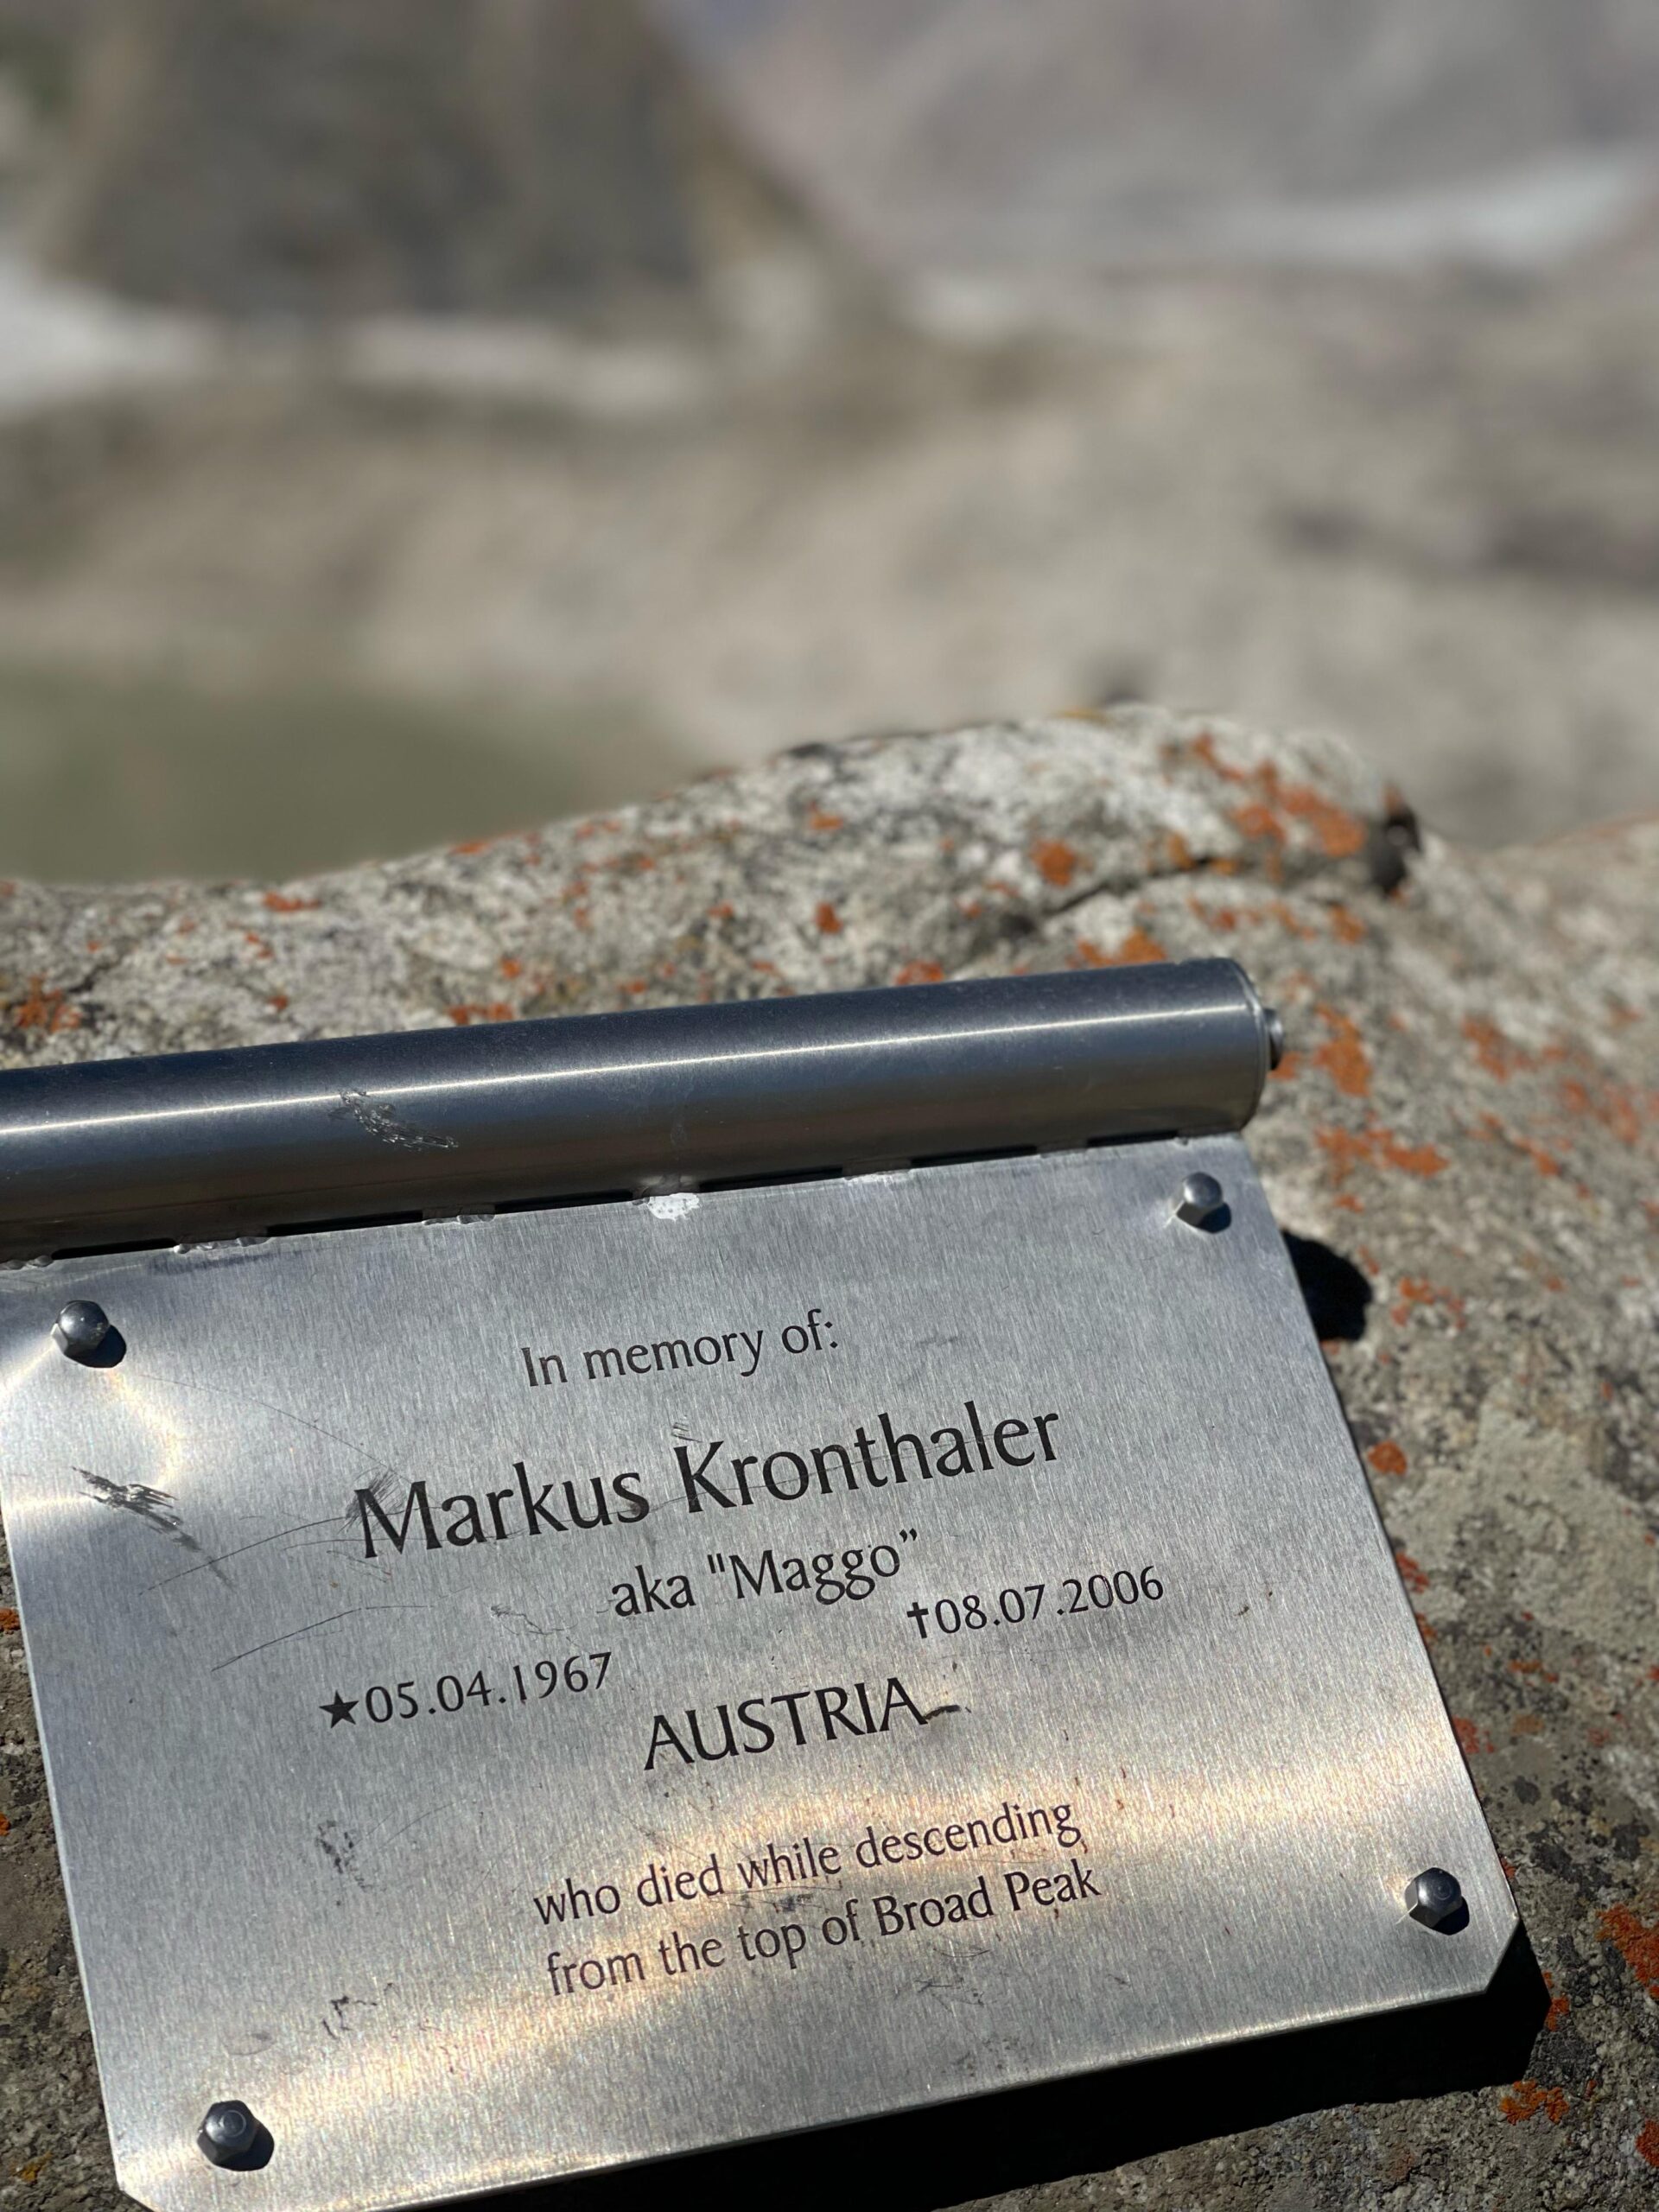 In memory of:
Markus Kronthaler
aka "Maggo”
★05.04.1967 †08.07.2006
AUSTRIA
who died while descending
from the top of Broad Peak